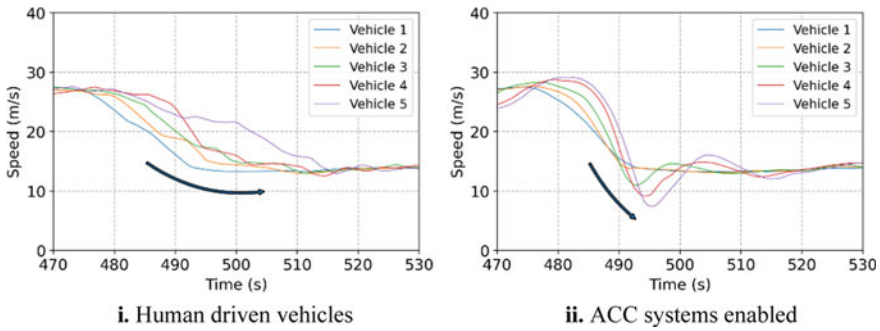 40
30
20
10
0
Speed (m/s)
470 480 490 500 510 520 530
Time (s)
Vehicle 1
Vehicle 2
Vehicle 3
Vehicle 4
Vehicle 5
i. Human driven vehicles
40
30
20
10
0
Speed (m/s)
470 480 490 500 510 520 530
Time (s)
Vehicle 1
Vehicle 2
Vehicle 3
Vehicle 4
Vehicle 5
ii. ACC systems enabled